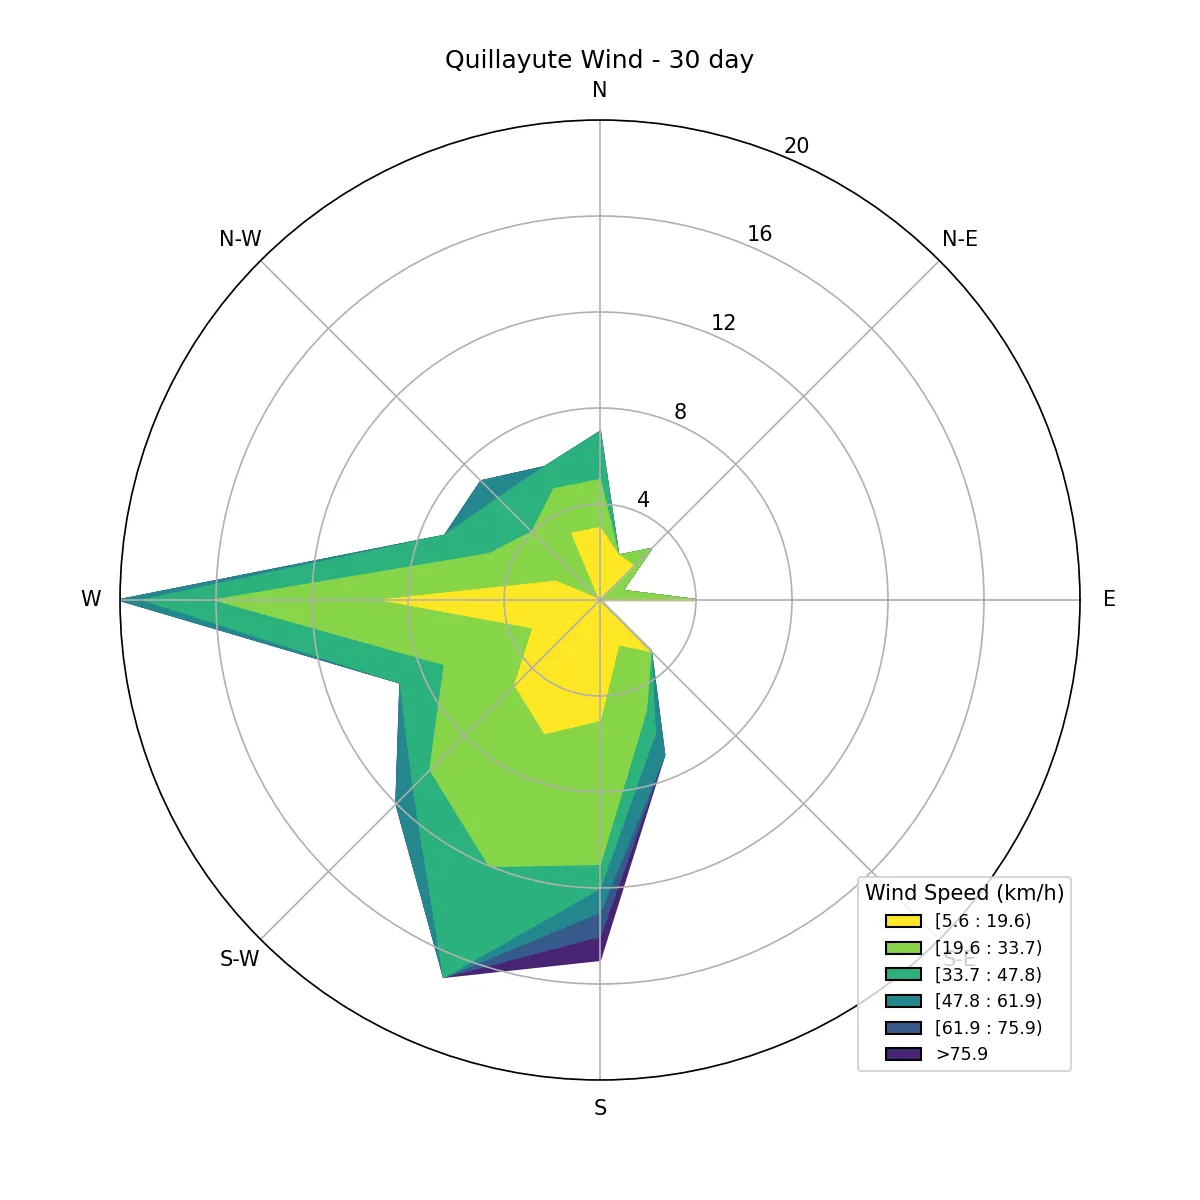 Quillayute Wind - 30 day
N
20
16
N-W
N-E
12
8
4
W
E
Wind Speed (km/h)
[5.6 : 19.6)
[19.6 : 33.7)
S-W
S-E
[33.7 : 47.8)
[47.8 : 61.9)
[61.9 : 75.9)
>75.9
S